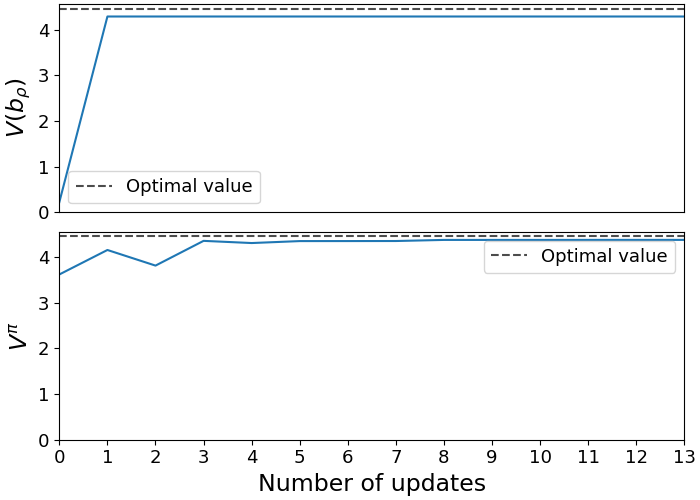 4
3
2
1
0
V(b_ρ)
Optimal value
4
3
2
1
0
V^π
Optimal value
0 1 2 3 4 5 6 7 8 9 10 11 12 13
Number of updates